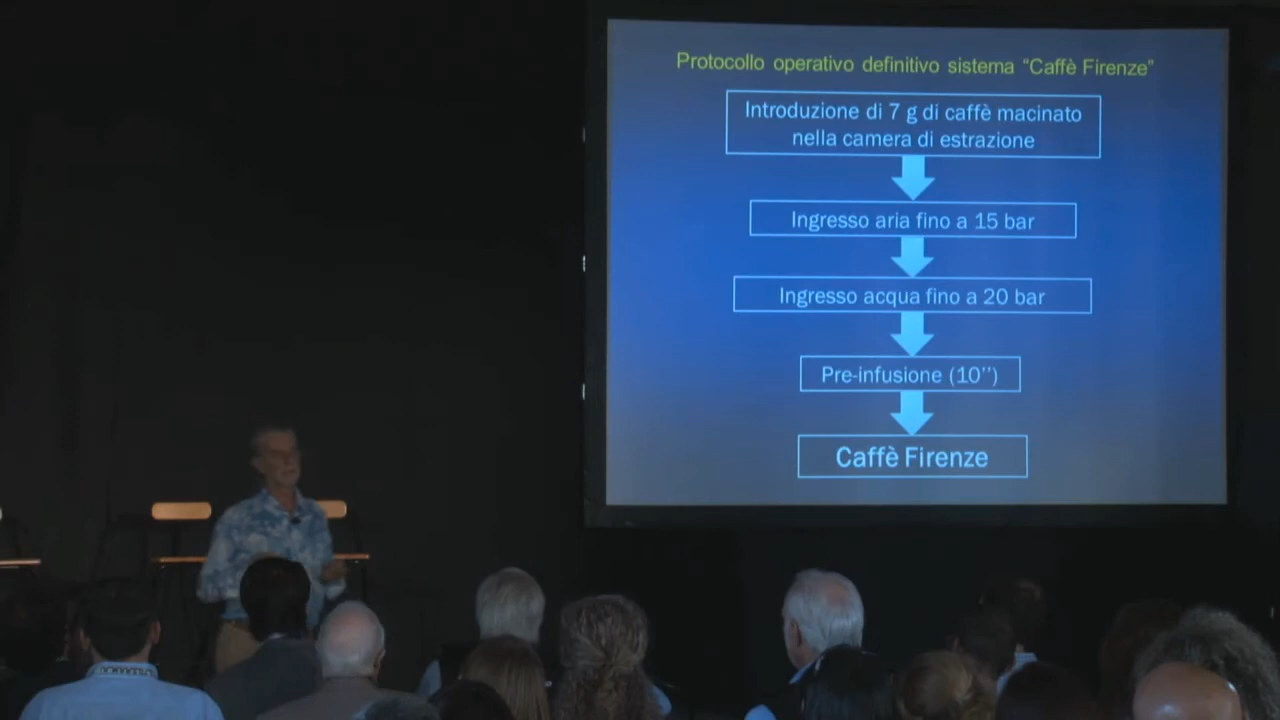 Protocollo operativo definitivo sistema “Caffè Firenze”
Introduzione di 7 g di caffè macinato
nella camera di estrazione
Ingresso aria fino a 15 bar
Ingresso acqua fino a 20 bar
Pre-infusione (10’’)
Caffè Firenze